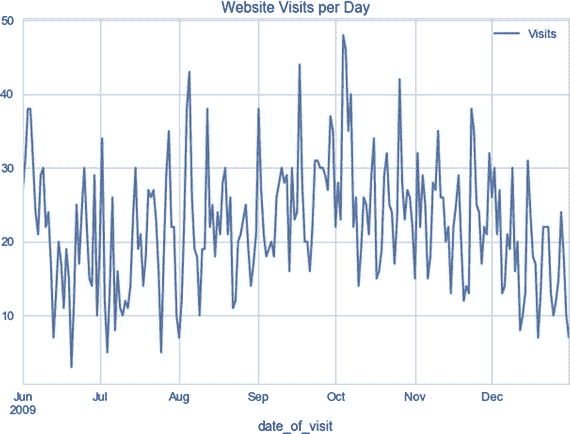 Website Visits per Day
50
Visits
40
30
20
10
Jun Jul Aug Sep Oct Nov Dec
2009
date_of_visit